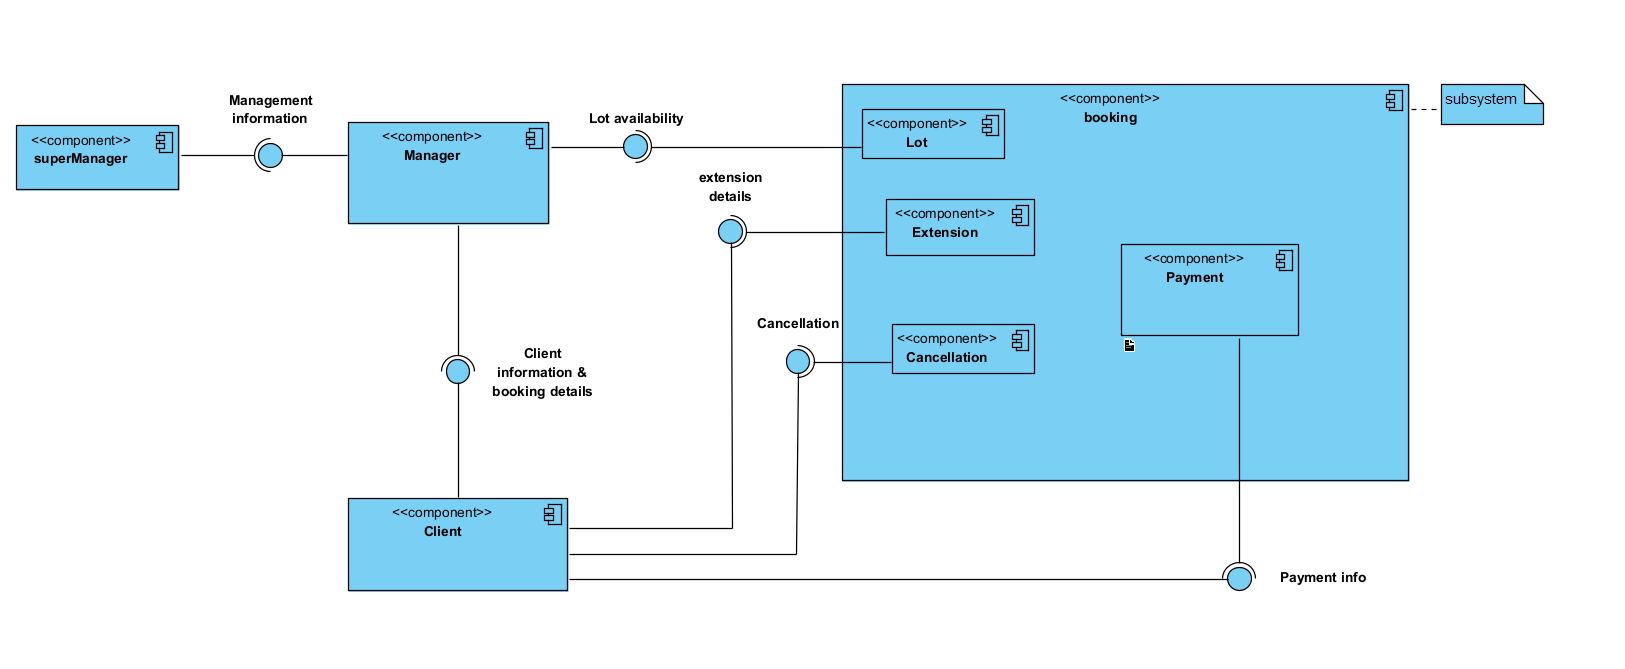 <<component>>
superManager
Management
information
<<component>>
Manager
Lot availability
<<component>>
booking
subsystem
<<component>>
Lot
extension
details
<<component>>
Extension
<<component>>
Payment
Cancellation
<<component>>
Cancellation
Client
information &
booking details
<<component>>
Client
Payment info